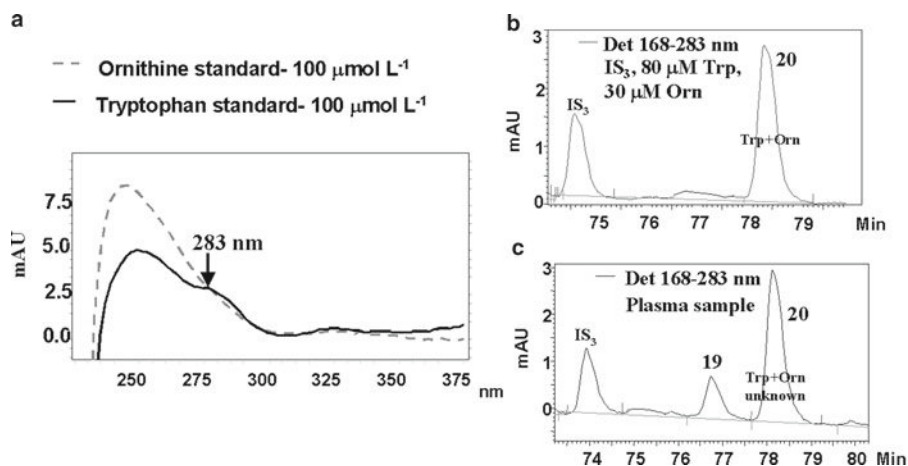 a
Ornithine standard- 100 μmol L-1
Tryptophan standard- 100 μmol L-1
mAU
7.5
5.0
2.5
0.0
283 nm
250 275 300 325 350 375
nm
b
3
2
1
0
mAU
Det 168-283 nm
IS3, 80 μM Trp,
30 μM Orn
IS3
20
Trp+Orn
75 76 77 78 79 Min
c
3
2
1
0
mAU
Det 168-283 nm
Plasma sample
IS3
19
20
Trp+Orn
unknown
74 75 76 77 78 79 80 Min